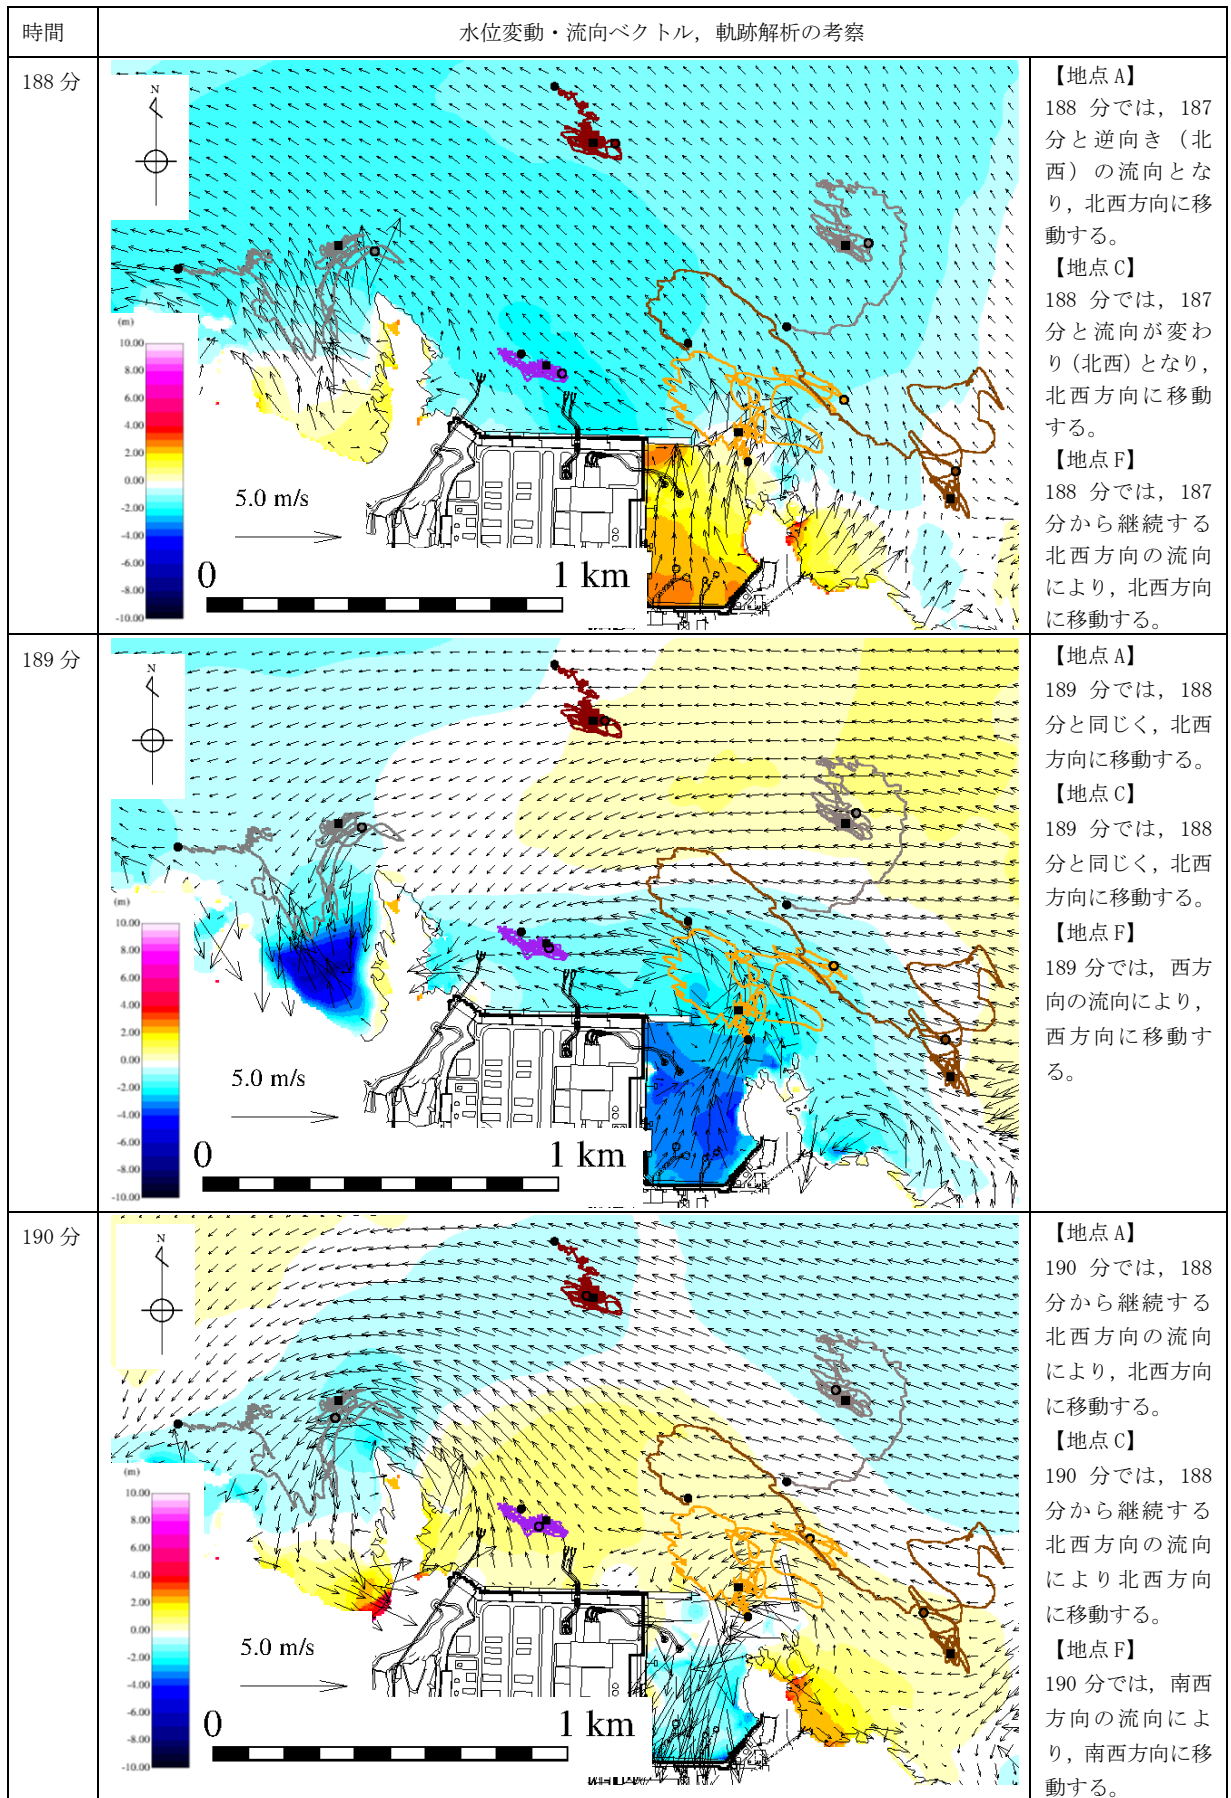 時間
水位変動・流向ベクトル，軌跡解析の考察
188 分
N
(m)
10.00
8.00
6.00
4.00
2.00
0.00
-2.00
-4.00
-6.00
-8.00
-10.00
5.0 m/s
0
1 km
【地点 A】
188 分では，187
分と逆向き（北
西）の流向とな
り，北西方向に移
動する。
【地点 C】
188 分では，187
分と流向が変わ
り（北西）となり，
北西方向に移動
する。
【地点 F】
188 分では，187
分から継続する
北西方向の流向
により，北西方向
に移動する。
189 分
N
(m)
10.00
8.00
6.00
4.00
2.00
0.00
-2.00
-4.00
-6.00
-8.00
-10.00
5.0 m/s
0
1 km
【地点 A】
189 分では，188
分と同じく，北西
方向に移動する。
【地点 C】
189 分では，188
分と同じく，北西
方向に移動する。
【地点 F】
189 分では，西方
向の流向により，
西方向に移動す
る。
190 分
N
(m)
10.00
8.00
6.00
4.00
2.00
0.00
-2.00
-4.00
-6.00
-8.00
-10.00
5.0 m/s
0
1 km
【地点 A】
190 分では，188
分から継続する
北西方向の流向
により，北西方向
に移動する。
【地点 C】
190 分では，188
分から継続する
北西方向の流向
により北西方向
に移動する。
【地点 F】
190 分では，南西
方向の流向によ
り，南西方向に移
動する。